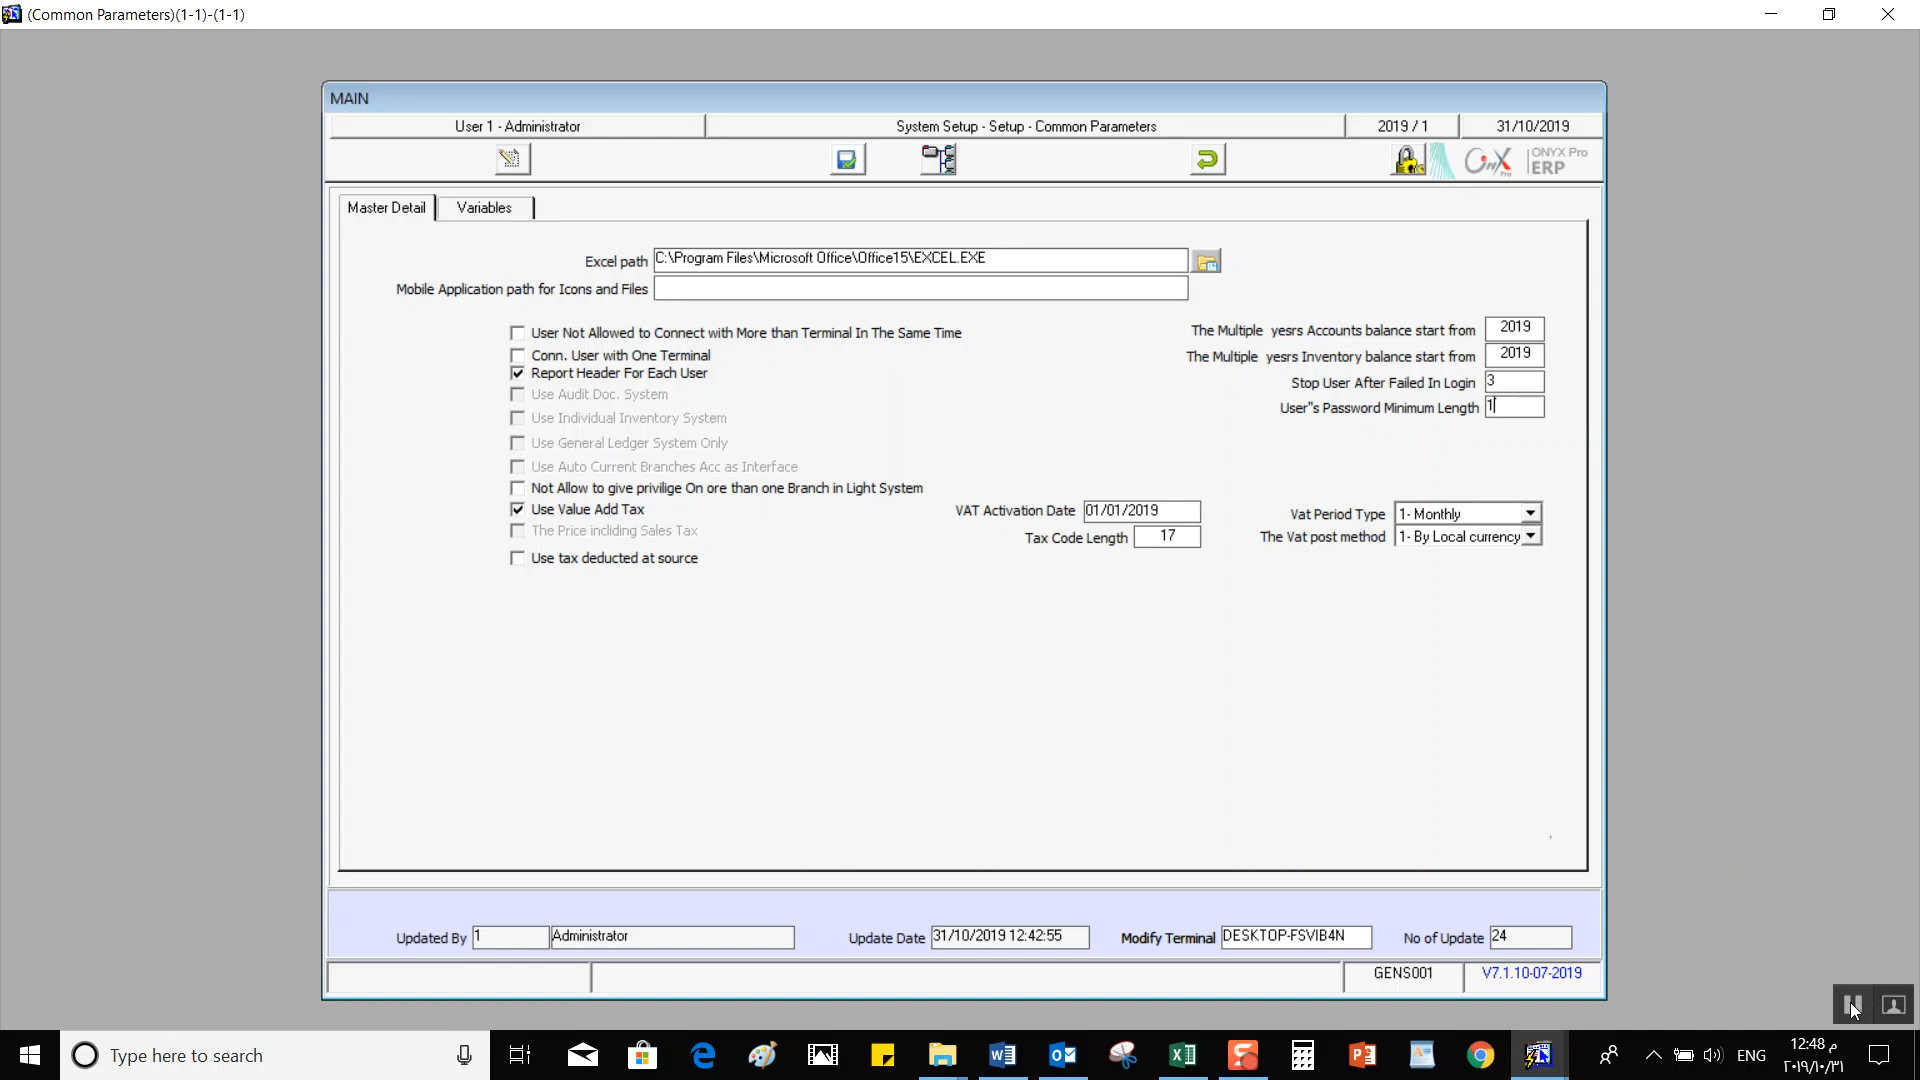 (Common Parameters)(1-1)-(1-1)
MAIN
User 1 - Administrator
System Setup - Setup - Common Parameters
2019 / 1
31/10/2019
Onyx Pro
ONYX Pro
ERP
Master Detail
Variables
Excel path C:\Program Files\Microsoft Office\Office15\EXCEL.EXE
Mobile Application path for Icons and Files
User Not Allowed to Connect with More than Terminal In The Same Time
The Multiple yesrs Accounts balance start from 2019
Conn. User with One Terminal
The Multiple yesrs Inventory balance start from 2019
Report Header For Each User
Stop User After Failed In Login 3
Use Audit Doc. System
User"s Password Minimum Length 1
Use Individual Inventory System
Use General Ledger System Only
Use Auto Current Branches Acc as Interface
Not Allow to give privilige On ore than one Branch in Light System
Use Value Add Tax
VAT Activation Date 01/01/2019
Vat Period Type 1- Monthly
The Price incliding Sales Tax
Tax Code Length 17
The Vat post method 1- By Local currency
Use tax deducted at source
Updated By 1 Administrator
Update Date 31/10/2019 12:42:55
Modify Terminal DESKTOP-FSVIB4N
No of Update 24
GENS001
V7.1.10-07-2019
Type here to search
ENG
12:48 م
٢٠١٩/١٠/٣١